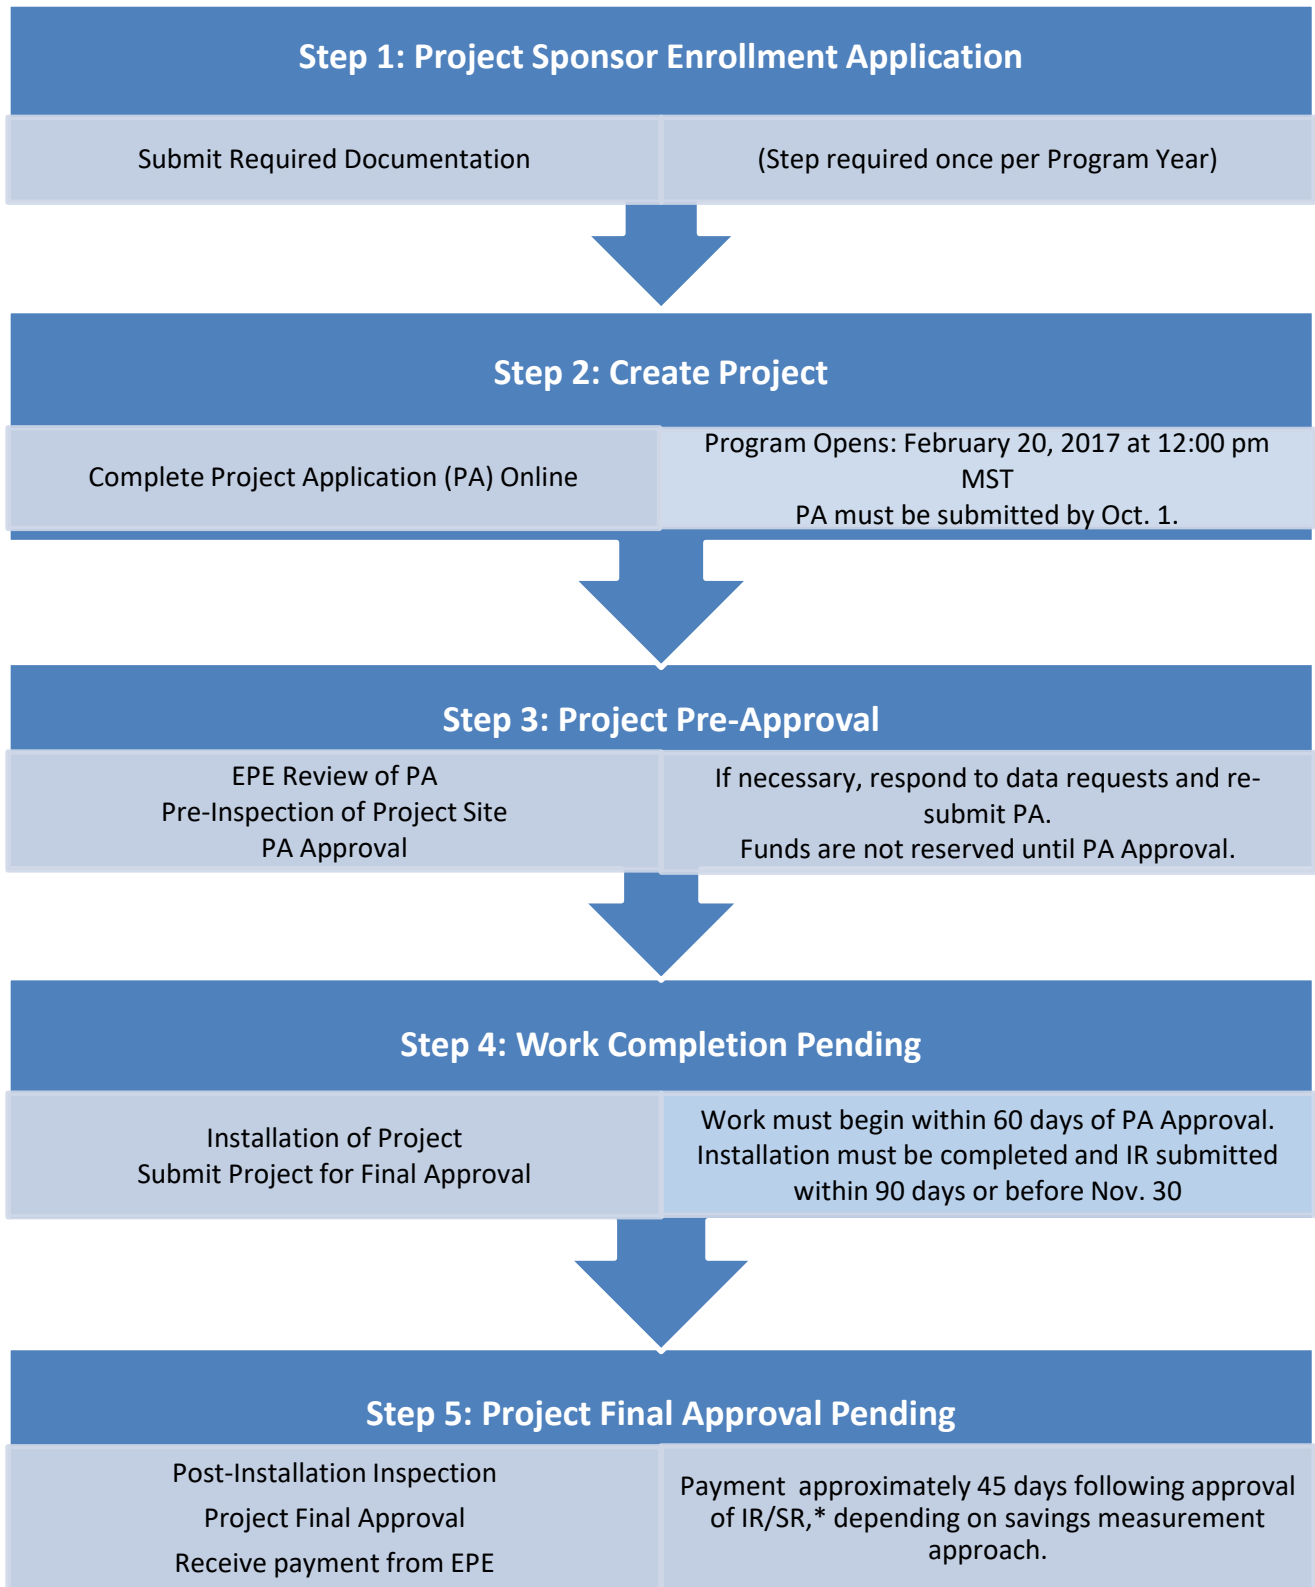 Step 1: Project Sponsor Enrollment Application
Submit Required Documentation
(Step required once per Program Year)
Step 2: Create Project
Complete Project Application (PA) Online
Program Opens: February 20, 2017 at 12:00 pm
MST
PA must be submitted by Oct. 1.
Step 3: Project Pre-Approval
EPE Review of PA
Pre-Inspection of Project Site
PA Approval
If necessary, respond to data requests and re-
submit PA.
Funds are not reserved until PA Approval.
Step 4: Work Completion Pending
Installation of Project
Submit Project for Final Approval
Work must begin within 60 days of PA Approval.
Installation must be completed and IR submitted
within 90 days or before Nov. 30
Step 5: Project Final Approval Pending
Post-Installation Inspection
Project Final Approval
Receive payment from EPE
Payment approximately 45 days following approval
of IR/SR,* depending on savings measurement
approach.